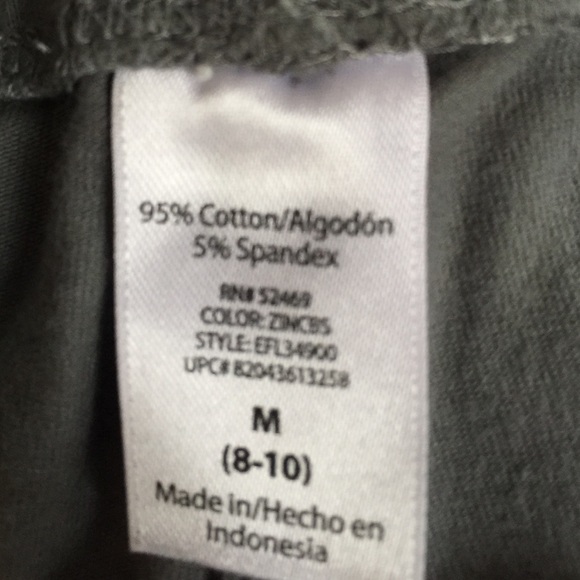 95% Cotton/Algodón
5% Spandex
RN# 52469
COLOR: ZINCBS
STYLE: EFL34900
UPC# 82043613258
M
(8-10)
Made in/Hecho en
Indonesia